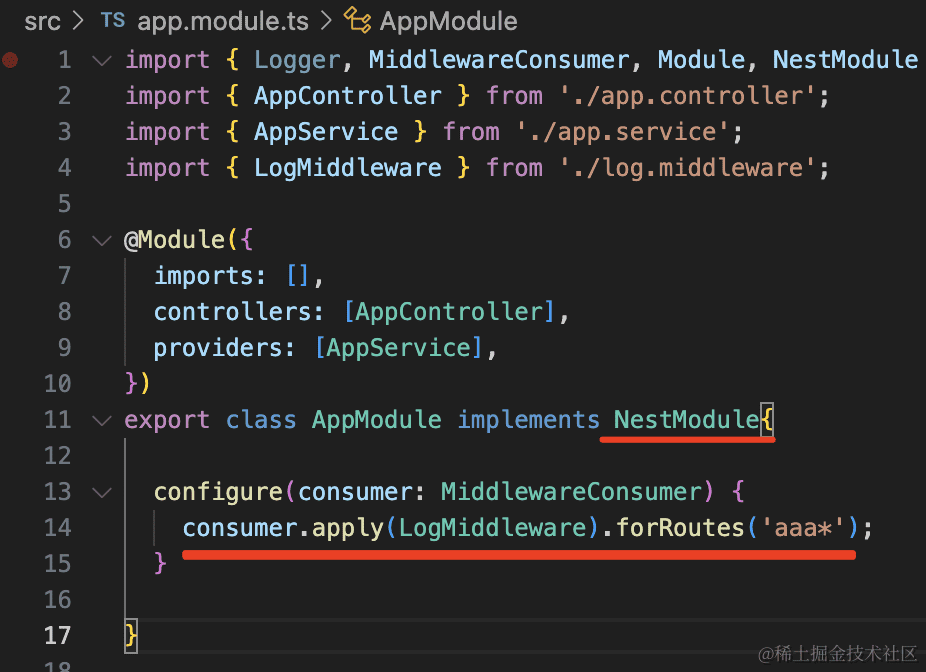 src > TS app.module.ts > AppModule
1 import { Logger, MiddlewareConsumer, Module, NestModule
2 import { AppController } from './app.controller';
3 import { AppService } from './app.service';
4 import { LogMiddleware } from './log.middleware';
5
6 @Module({
7 imports: [],
8 controllers: [AppController],
9 providers: [AppService],
10 })
11 export class AppModule implements NestModule{
12
13 configure(consumer: MiddlewareConsumer) {
14 consumer.apply(LogMiddleware).forRoutes('aaa*');
15 }
16
17 }
18
@稀土掘金技术社区